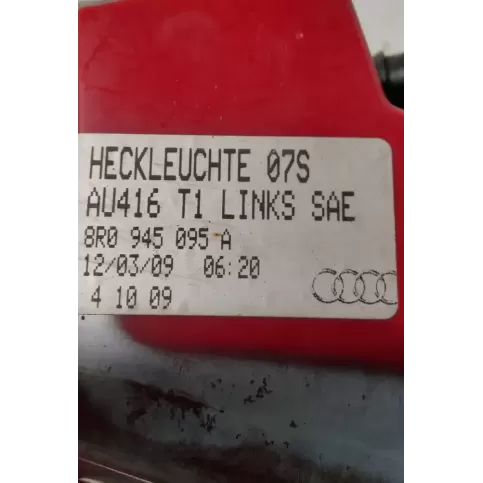 HECKLEUCHTE 07S
AU416 T1 LINKS SAE
8R0 945 095 A
12/03/09 06:20
4 10 09